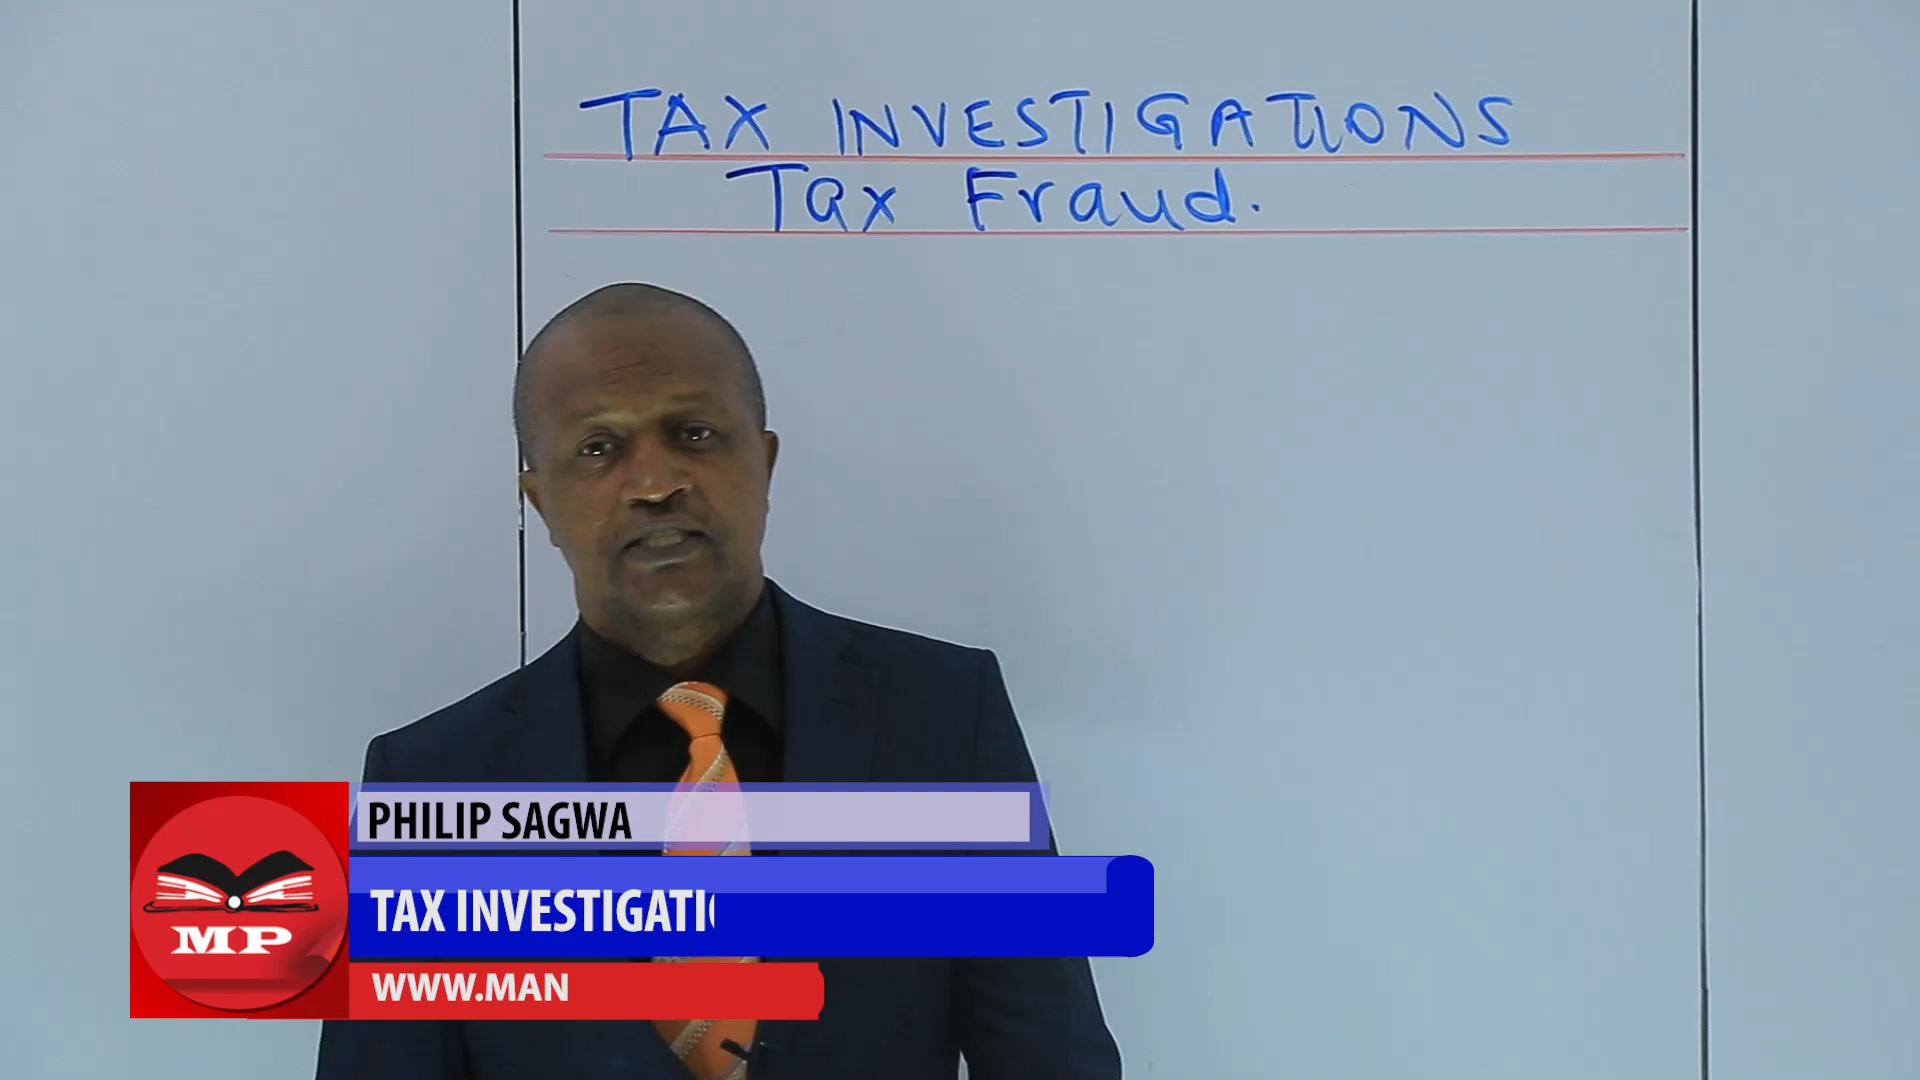 TAX INVESTIGATIONS
Tax Fraud.
PHILIP SAGWA
TAX INVESTIGATI
MP
WWW.MAN